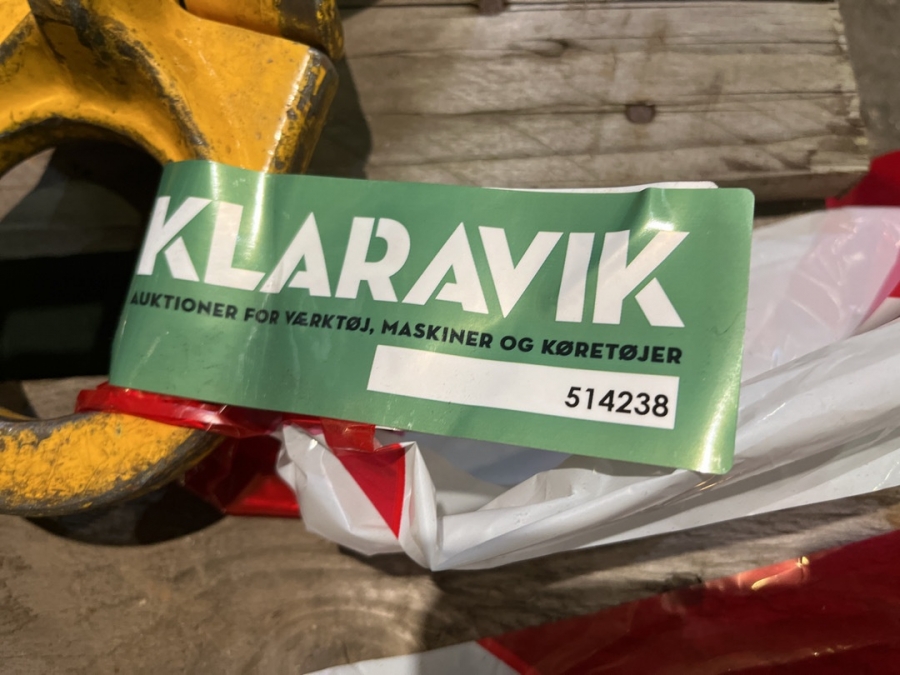 KLARAVIK
AUKTIONER FOR VÆRKTØJ, MASKINER OG KØRETØJER
514238